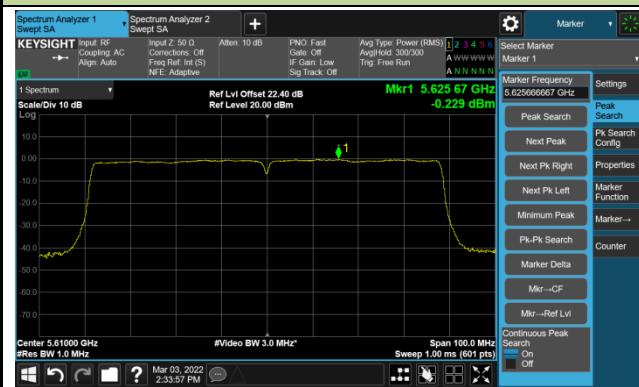 Spectrum Analyzer 1
Swept SA
Spectrum Analyzer 2
Swept SA
+
Marker
KEYSIGHT
Input: RF
Coupling: AC
Align: Auto
Input Z: 50 Ω
Corrections: Off
Freq Ref: Int (S)
NFE: Adaptive
Atten: 10 dB
PNO: Fast
Gate: Off
IF Gain: Low
Sig Track: Off
Avg Type: Power (RMS)
Avg|Hold: 300/300
Trig: Free Run
1 2 3 4 5 6
A W W W W W
A N N N N N
LXI
Select Marker
Marker 1
Marker Frequency
5.625666667 GHz
Settings
Peak Search
Next Peak
Next Pk Right
Next Pk Left
Minimum Peak
Pk-Pk Search
Marker Delta
Mkr→CF
Mkr→Ref Lvl
Continuous Peak
Search
On
Off
Peak
Search
Pk Search
Config
Properties
Marker
Function
Marker→
Counter
1 Spectrum
Scale/Div 10 dB
Log
Ref Lvl Offset 22.40 dB
Ref Level 20.00 dBm
Mkr1 5.625 67 GHz
-0.229 dBm
1
10.0
0.00
-10.0
-20.0
-30.0
-40.0
-50.0
-60.0
-70.0
Center 5.61000 GHz
#Res BW 1.0 MHz
#Video BW 3.0 MHz*
Span 100.0 MHz
Sweep 1.00 ms (601 pts)
?
Mar 03, 2022
2:33:57 PM